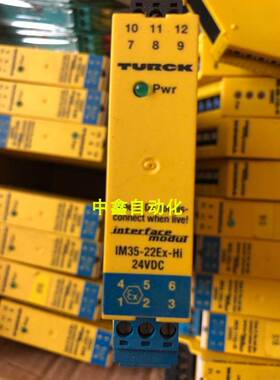 10 11 12
7 8 9
TURCK
Pwr
中鑫自动化
connect when live!
interface
modul
IM35-22Ex-Hi
24VDC
4 5 6
Ex
1 2 3